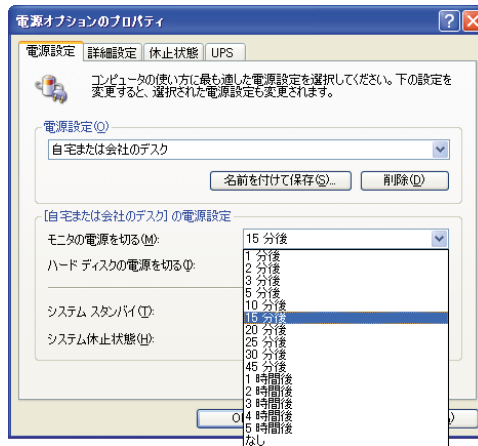 電源オプションのプロパティ
電源設定 詳細設定 休止状態 UPS
コンピュータの使い方に最も適した電源設定を選択してください。下の設定を
変更すると、選択された電源設定も変更されます。
電源設定(O)
自宅または会社のデスク
名前を付けて保存(S)... 削除(D)
[自宅または会社のデスク] の電源設定
モニタの電源を切る(M): 15 分後
ハード ディスクの電源を切る(I):
システム スタンバイ(T):
システム休止状態(H):
1 分後
2 分後
3 分後
5 分後
10 分後
15 分後
20 分後
25 分後
30 分後
45 分後
1 時間後
2 時間後
3 時間後
4 時間後
5 時間後
なし